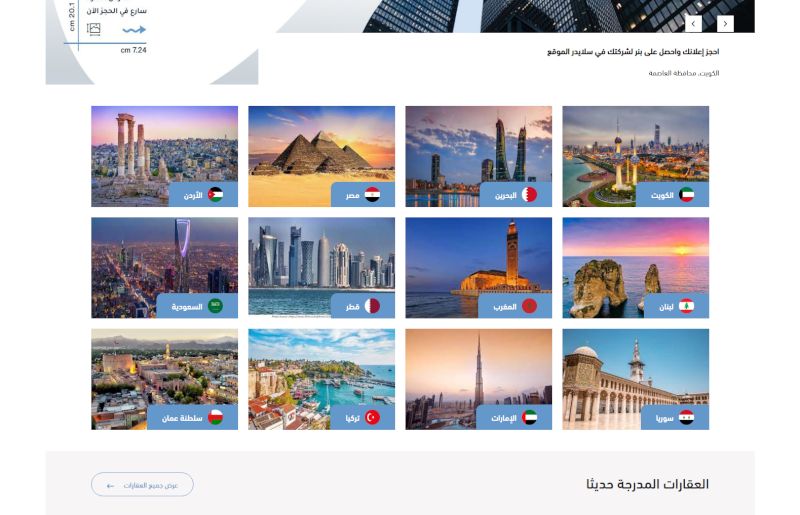 سارع في الحجز الآن
20.1 cm
7.24 cm
احجز إعلانك واحصل على بنر لشركتك في سلايدر الموقع
الكويت, محافظة العاصمة
الكويت
البحرين
مصر
الأردن
لبنان
المغرب
قطر
السعودية
سوريا
الإمارات
تركيا
سلطنة عمان
العقارات المدرجة حديثا
عرض جميع العقارات